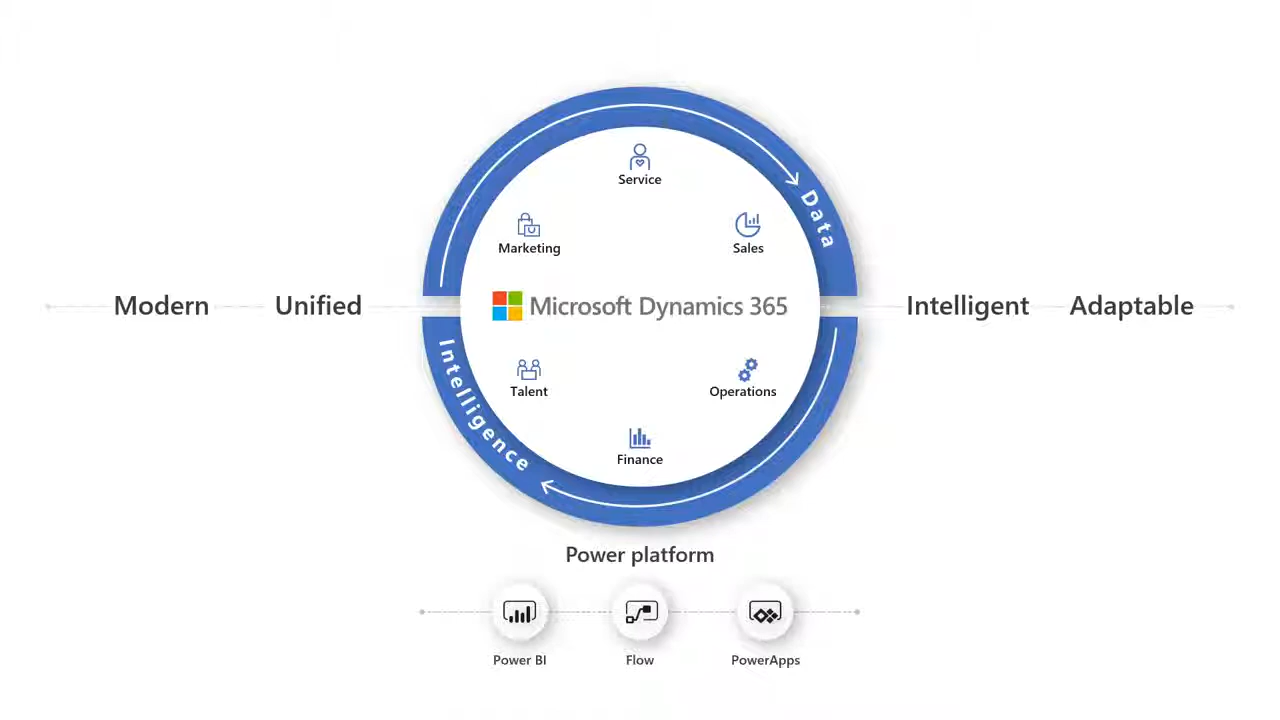 Service
Marketing
Sales
Data
Modern
Unified
Microsoft Dynamics 365
Intelligent
Adaptable
Intelligence
Talent
Operations
Finance
Power platform
Power BI
Flow
PowerApps